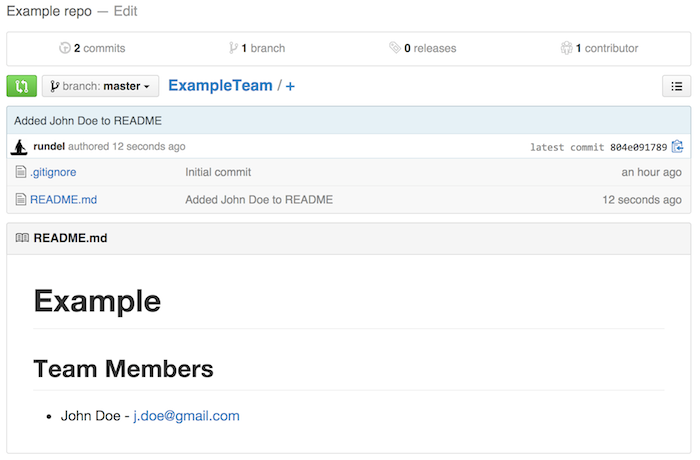 Example repo — Edit
2 commits 1 branch 0 releases 1 contributor
branch: master ExampleTeam / +
Added John Doe to README
rundel authored 12 seconds ago latest commit 804e091789
.gitignore Initial commit an hour ago
README.md Added John Doe to README 12 seconds ago
README.md
Example
Team Members
• John Doe - j.doe@gmail.com